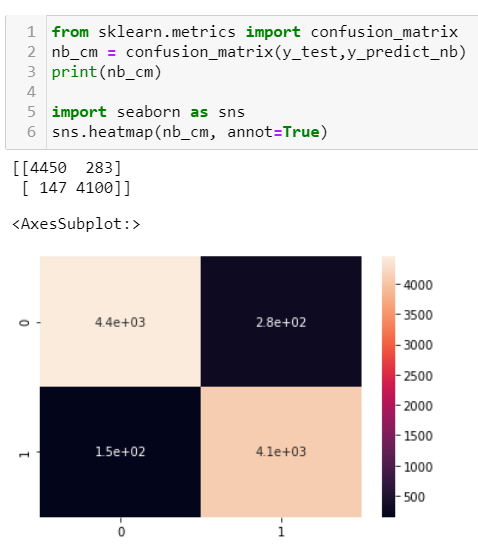 1 from sklearn.metrics import confusion_matrix
2 nb_cm = confusion_matrix(y_test,y_predict_nb)
3 print(nb_cm)
4
5 import seaborn as sns
6 sns.heatmap(nb_cm, annot=True)
[[4450  283]
 [ 147 4100]]
<AxesSubplot:>
4000
0 4.4e+03 2.8e+02
3500
3000
2500
2000
1 1.5e+02 4.1e+03
1500
1000
500
0 1